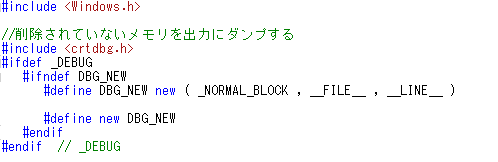 #include <Windows.h>
//削除されていないメモリを出力にダンプする
#include <crtdbg.h>
#ifdef _DEBUG
#ifndef DBG_NEW
#define DBG_NEW new ( _NORMAL_BLOCK , __FILE__ , __LINE__ )
#define new DBG_NEW
#endif
#endif // _DEBUG